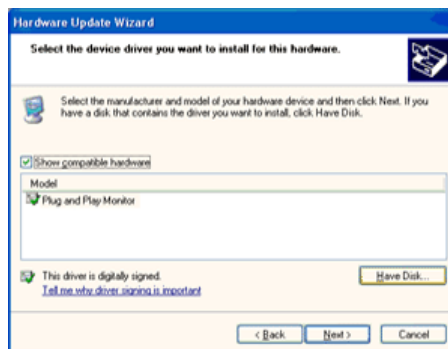 Hardware Update Wizard
Select the device driver you want to install for this hardware.
Select the manufacturer and model of your hardware device and then click Next. If you
have a disk that contains the driver you want to install, click Have Disk.
Show compatible hardware
Model
Plug and Play Monitor
This driver is digitally signed.
Have Disk...
Tell me why driver signing is important
< Back
Next >
Cancel